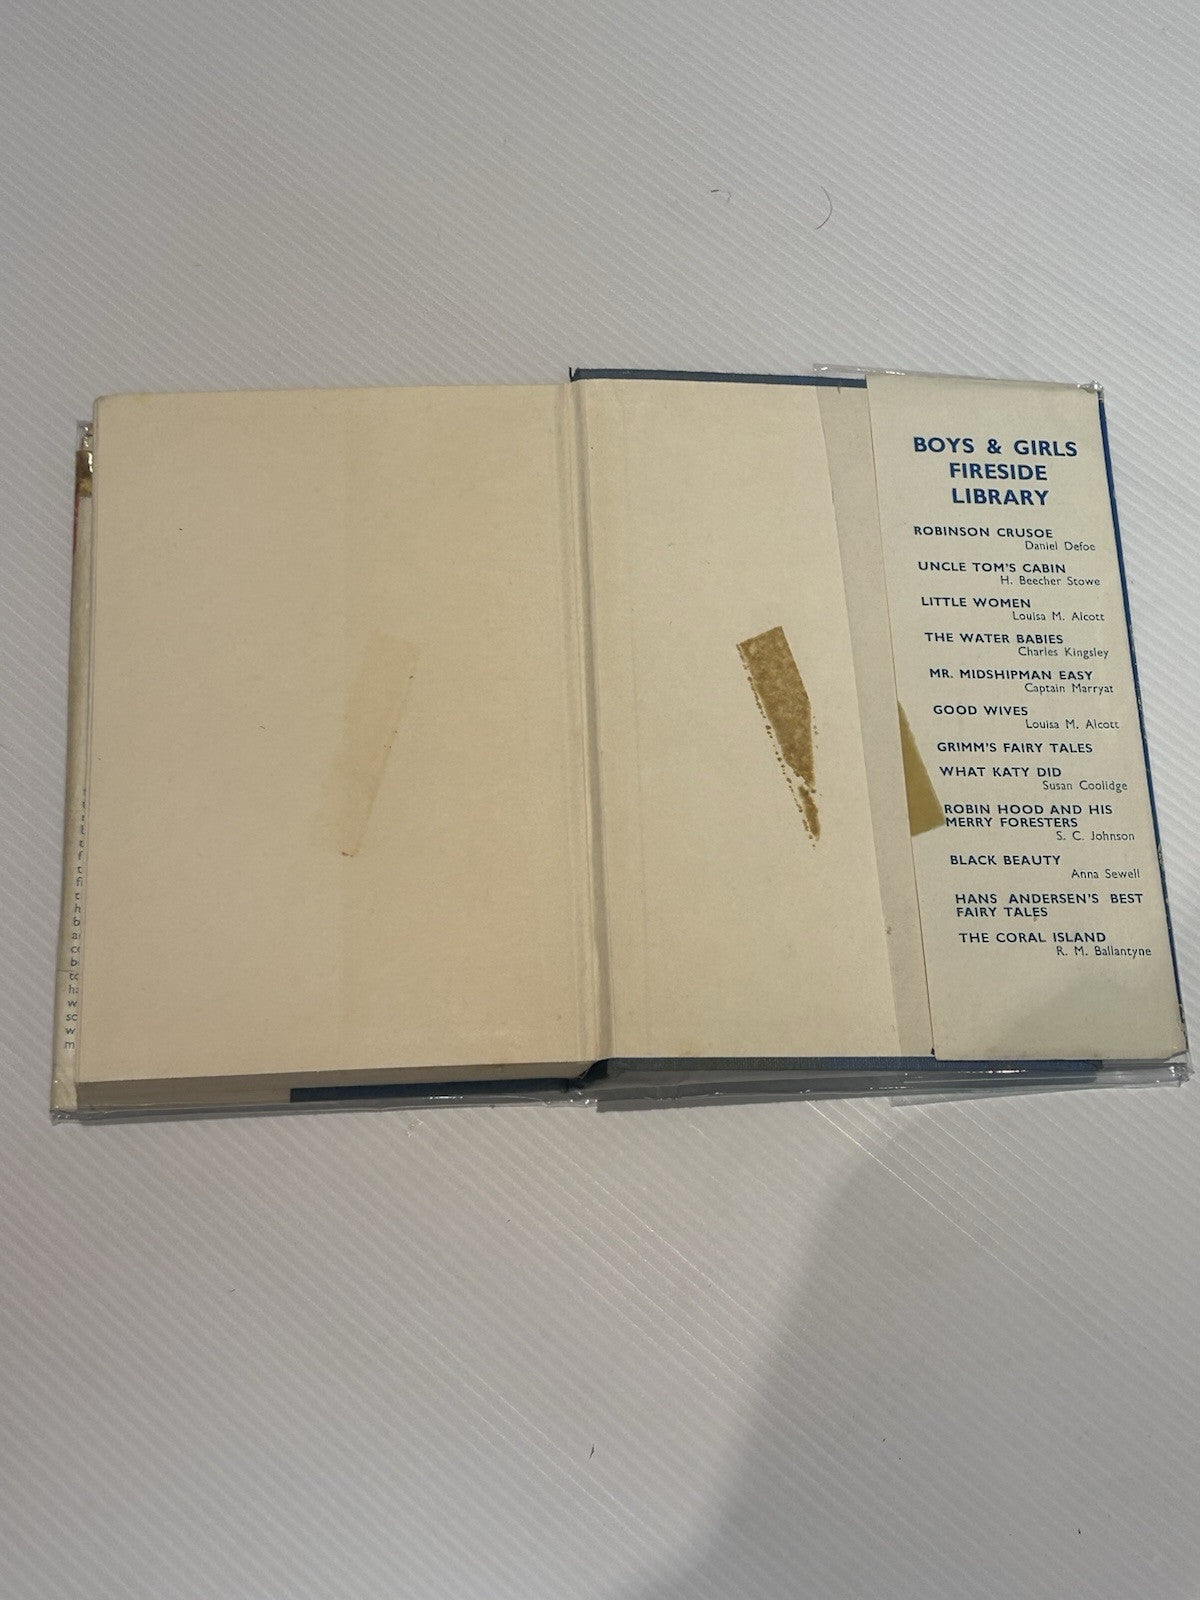 BOYS & GIRLS
FIRESIDE
LIBRARY
ROBINSON CRUSOE
Daniel Defoe
UNCLE TOM'S CABIN
H. Beecher Stowe
LITTLE WOMEN
Louisa M. Alcott
THE WATER BABIES
Charles Kingsley
MR. MIDSHIPMAN EASY
Captain Marryat
GOOD WIVES
Louisa M. Alcott
GRIMM'S FAIRY TALES
WHAT KATY DID
Susan Coolidge
ROBIN HOOD AND HIS
MERRY FORESTERS
S. C. Johnson
BLACK BEAUTY
Anna Sewell
HANS ANDERSEN'S BEST
FAIRY TALES
THE CORAL ISLAND
R. M. Ballantyne